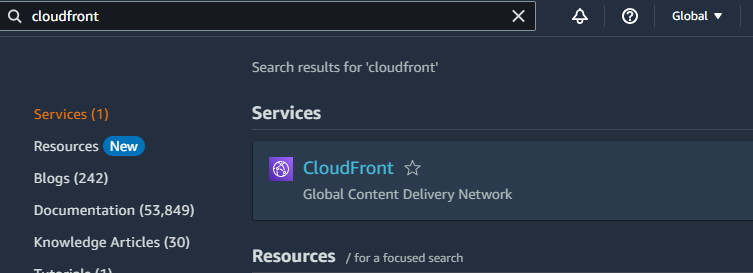 cloudfront
Global
Search results for 'cloudfront'
Services (1)
Resources New
Blogs (242)
Documentation (53,849)
Knowledge Articles (30)
Tutorials (1)
Services
CloudFront
Global Content Delivery Network
Resources / for a focused search